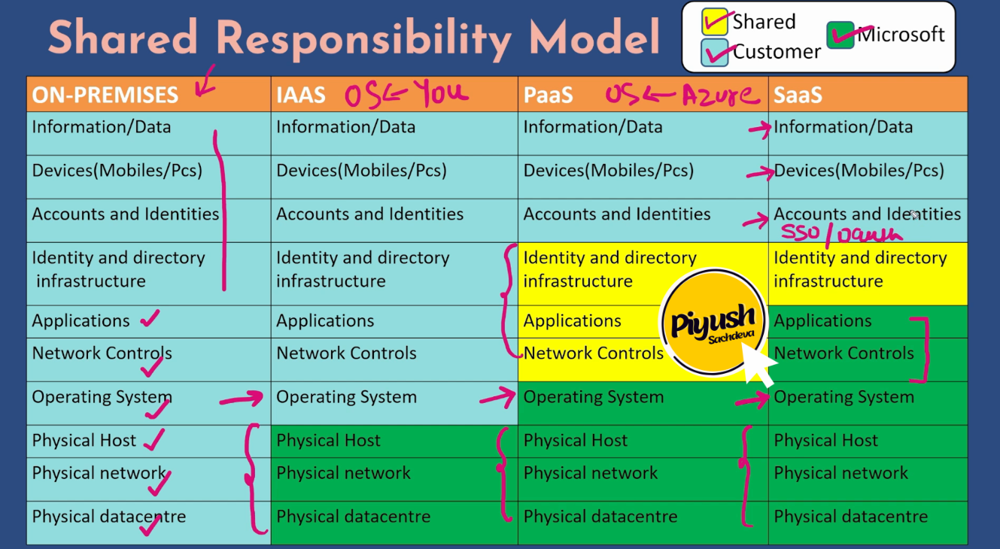 Shared Responsibility Model
Shared
Customer
Microsoft
ON-PREMISES
IAAS OS ← You
PaaS OS ← Azure
SaaS
Information/Data
Information/Data
Information/Data
Information/Data
Devices(Mobiles/Pcs)
Devices(Mobiles/Pcs)
Devices(Mobiles/Pcs)
Devices(Mobiles/Pcs)
Accounts and Identities
Accounts and Identities
Accounts and Identities
Accounts and Identities
SSO/Oauth
Identity and directory
infrastructure
Identity and directory
infrastructure
Identity and directory
infrastructure
Identity and directory
infrastructure
Applications
Applications
Applications
Applications
Network Controls
Network Controls
Network Controls
Network Controls
Piyush
Sachdeva
Operating System
Operating System
Operating System
Operating System
Physical Host
Physical Host
Physical Host
Physical Host
Physical network
Physical network
Physical network
Physical network
Physical datacentre
Physical datacentre
Physical datacentre
Physical datacentre